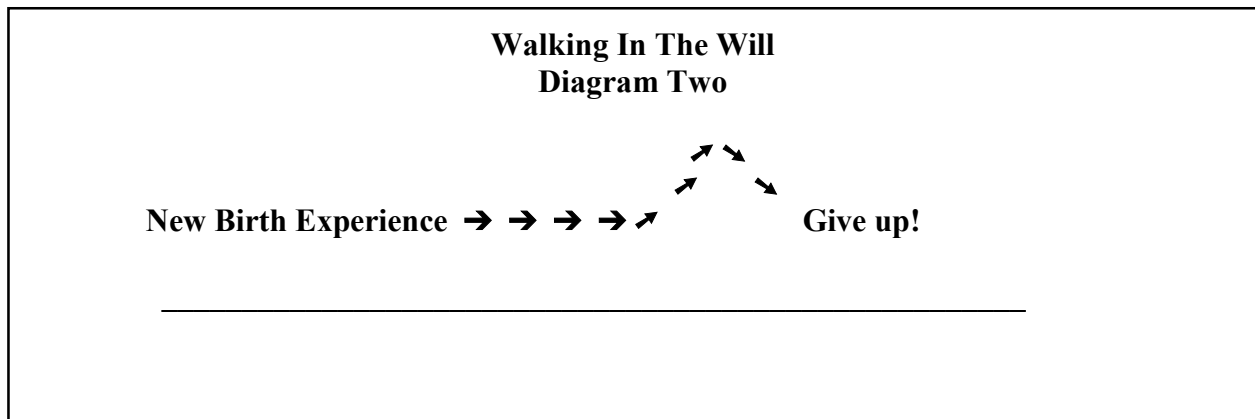 Walking In The Will
Diagram Two
New Birth Experience ➔ ➔ ➔ ➔ Give up!